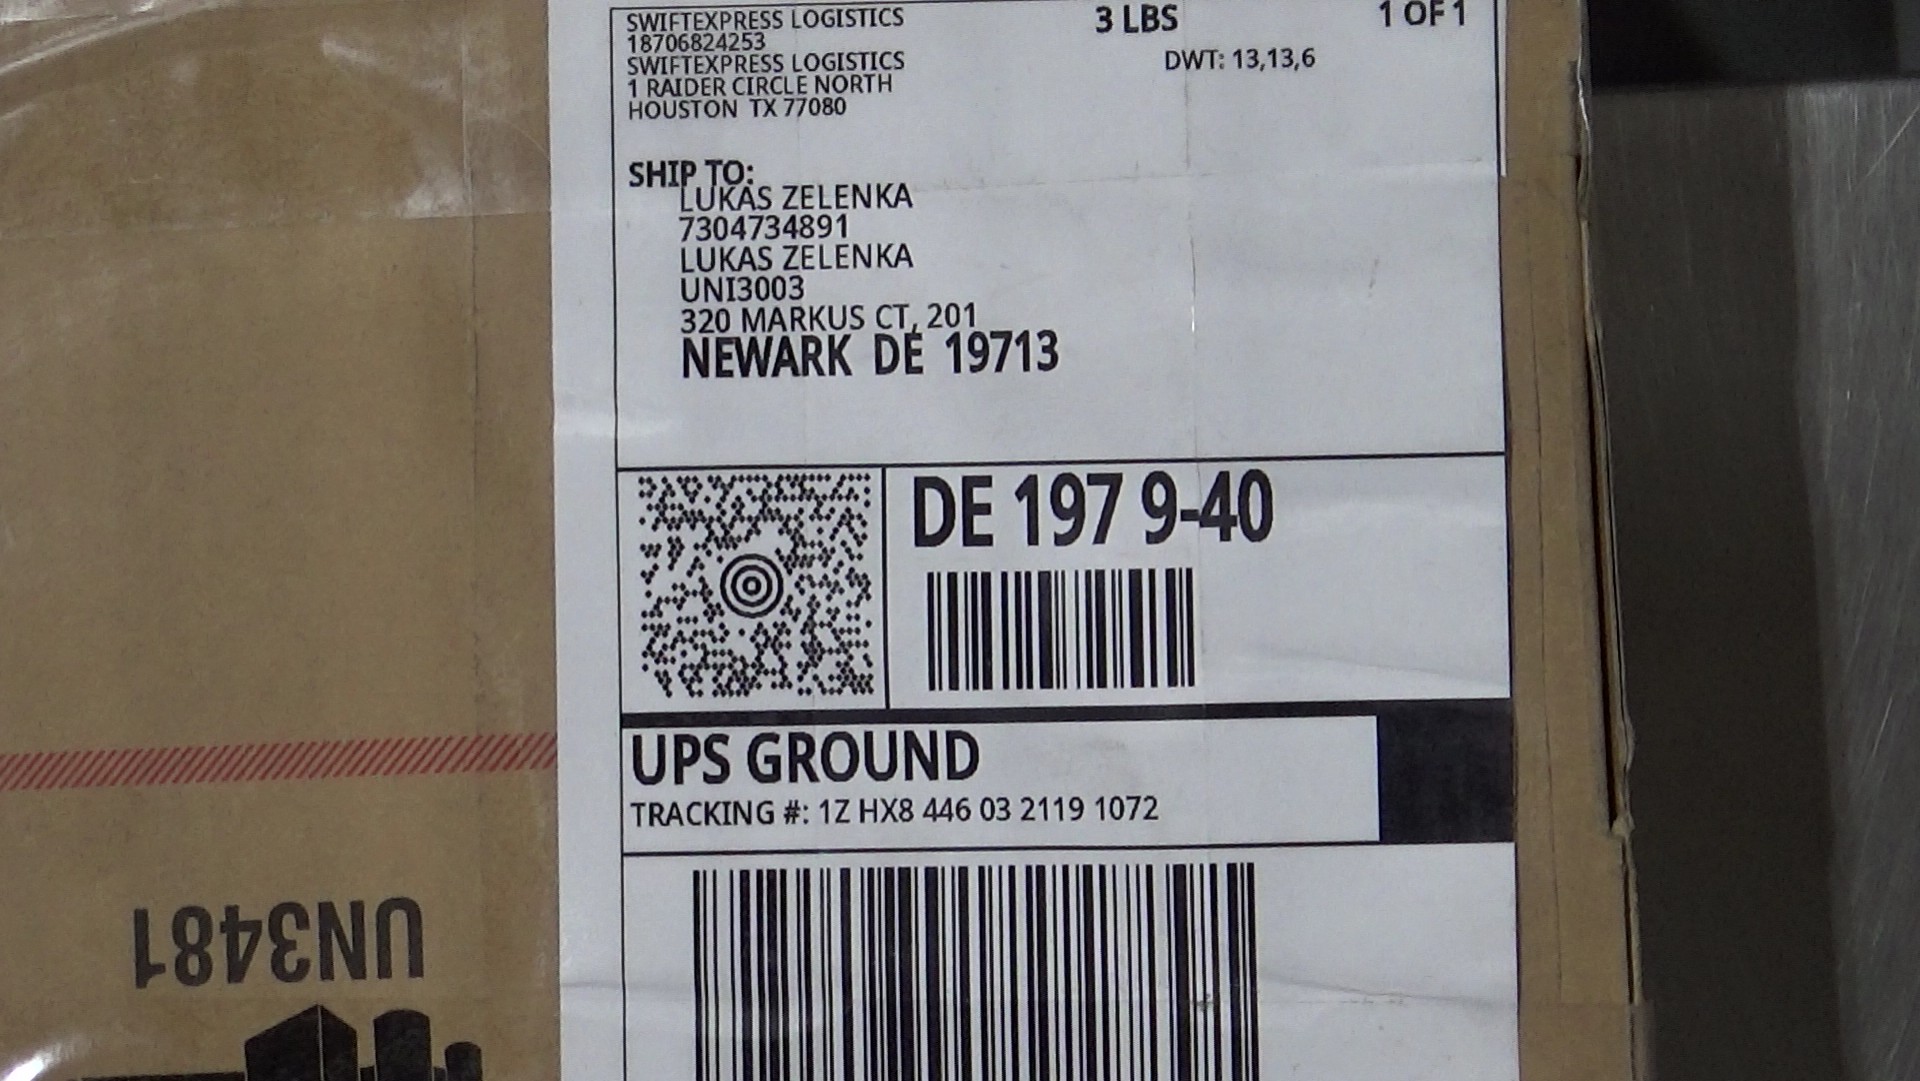 SWIFTEXPRESS LOGISTICS
18706824253
SWIFTEXPRESS LOGISTICS
1 RAIDER CIRCLE NORTH
HOUSTON TX 77080
3 LBS
1 OF 1
DWT: 13,13,6
SHIP TO:
LUKAS ZELENKA
7304734891
LUKAS ZELENKA
UNI3003
320 MARKUS CT, 201
NEWARK DE 19713
DE 197 9-40
UPS GROUND
TRACKING #: 1Z HX8 446 03 2119 1072
UN3481